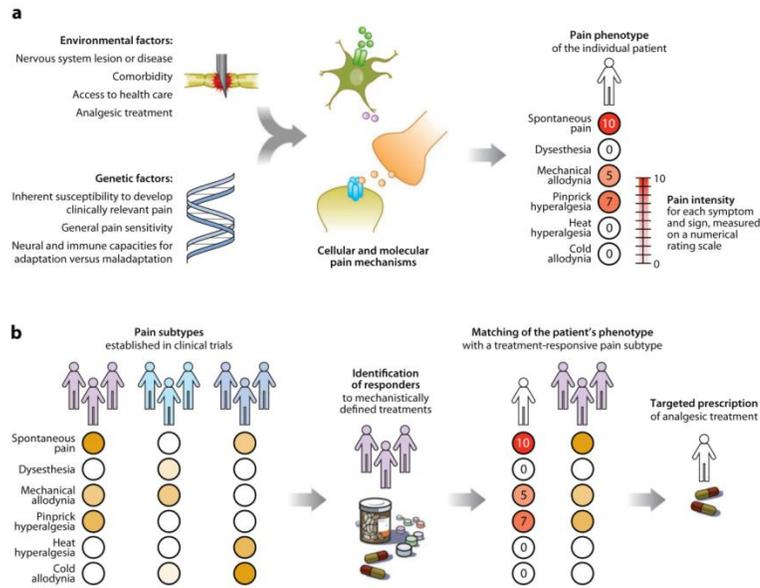 a
Environmental factors:
Nervous system lesion or disease
Comorbidity
Access to health care
Analgesic treatment
Genetic factors:
Inherent susceptibility to develop
clinically relevant pain
General pain sensitivity
Neural and immune capacities for
adaptation versus maladaptation
Cellular and molecular
pain mechanisms
Pain phenotype
of the individual patient
Spontaneous
pain
10
Dysesthesia
0
Mechanical
allodynia
5
Pinprick
hyperalgesia
7
Heat
hyperalgesia
0
Cold
allodynia
0
10
0
Pain intensity
for each symptom
and sign, measured
on a numerical
rating scale
b
Pain subtypes
established in clinical trials
Spontaneous
pain
Dysesthesia
Mechanical
allodynia
Pinprick
hyperalgesia
Heat
hyperalgesia
Cold
allodynia
Identification
of responders
to mechanistically
defined treatments
Matching of the patient's phenotype
with a treatment-responsive pain subtype
10
0
5
7
0
0
Targeted prescription
of analgesic treatment